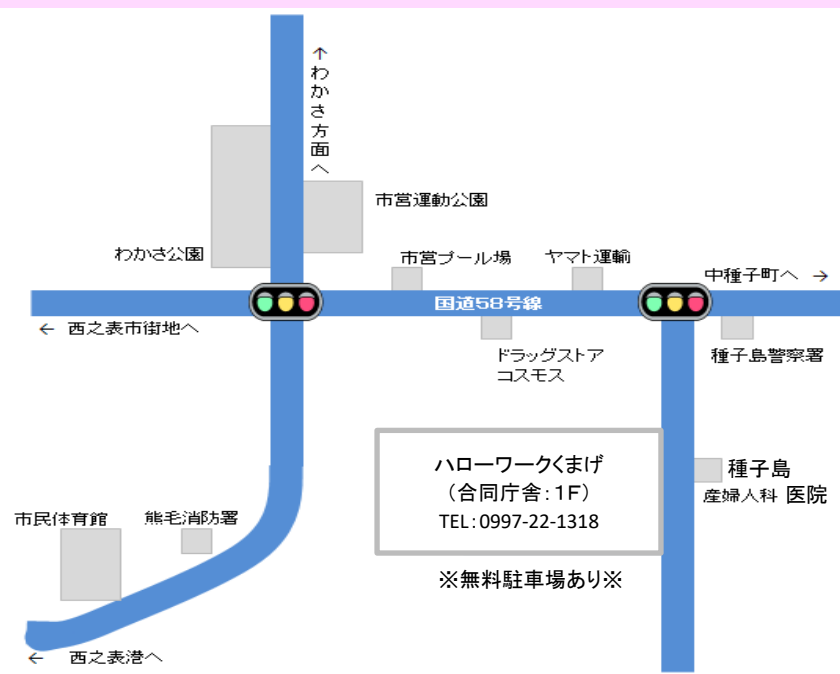 ↑わかさ方面へ
市営運動公園
わかさ公園
市営プール場
ヤマト運輸
中種子町へ →
国道58号線
← 西之表市街地へ
ドラッグストア
コスモス
種子島警察署
ハローワークくまげ
（合同庁舎：１F）
TEL：0997-22-1318
種子島
産婦人科 医院
市民体育館
熊毛消防署
※無料駐車場あり※
← 西之表港へ